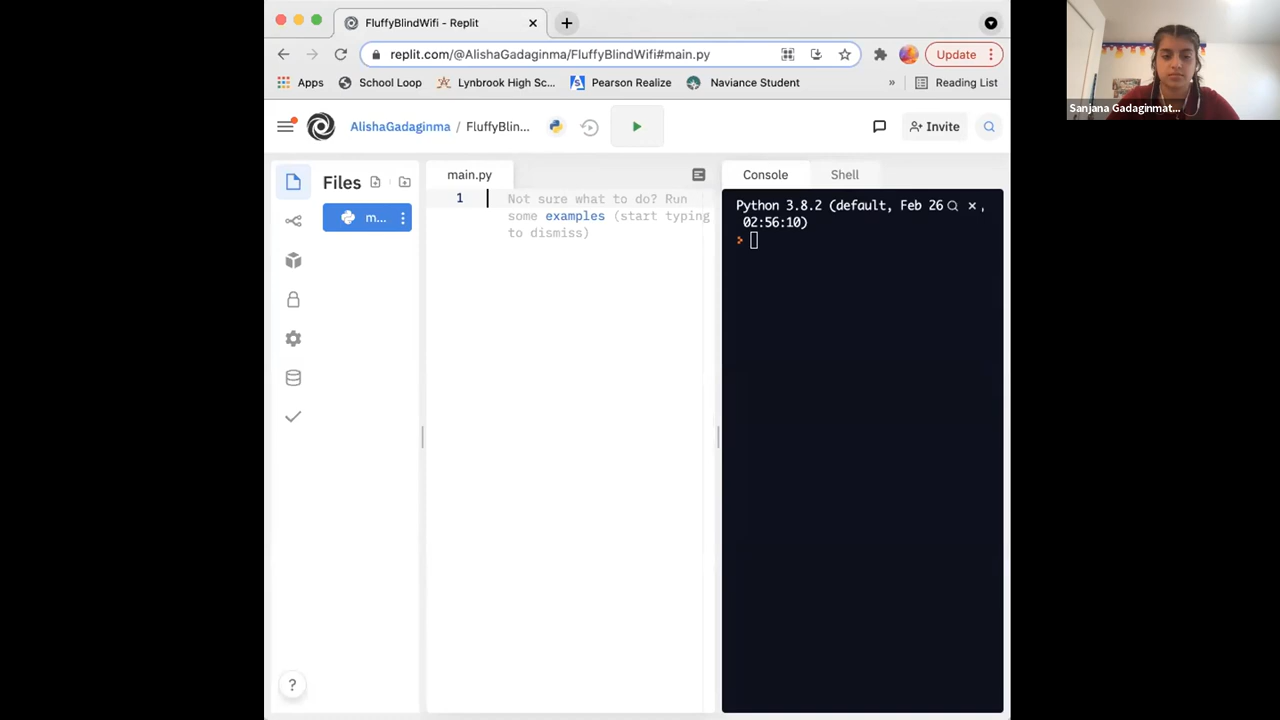 FluffyBlindWifi - Replit
replit.com/@AlishaGadaginma/FluffyBlindWifi#main.py
Update
Apps
School Loop
Lynbrook High Sc...
Pearson Realize
Naviance Student
»
Reading List
AlishaGadaginma / FluffyBlin...
Invite
Files
m...
main.py
1
Not sure what to do? Run
some examples (start typing
to dismiss)
Console
Shell
Python 3.8.2 (default, Feb 26 ,
02:56:10)
?
Sanjana Gadaginmat...